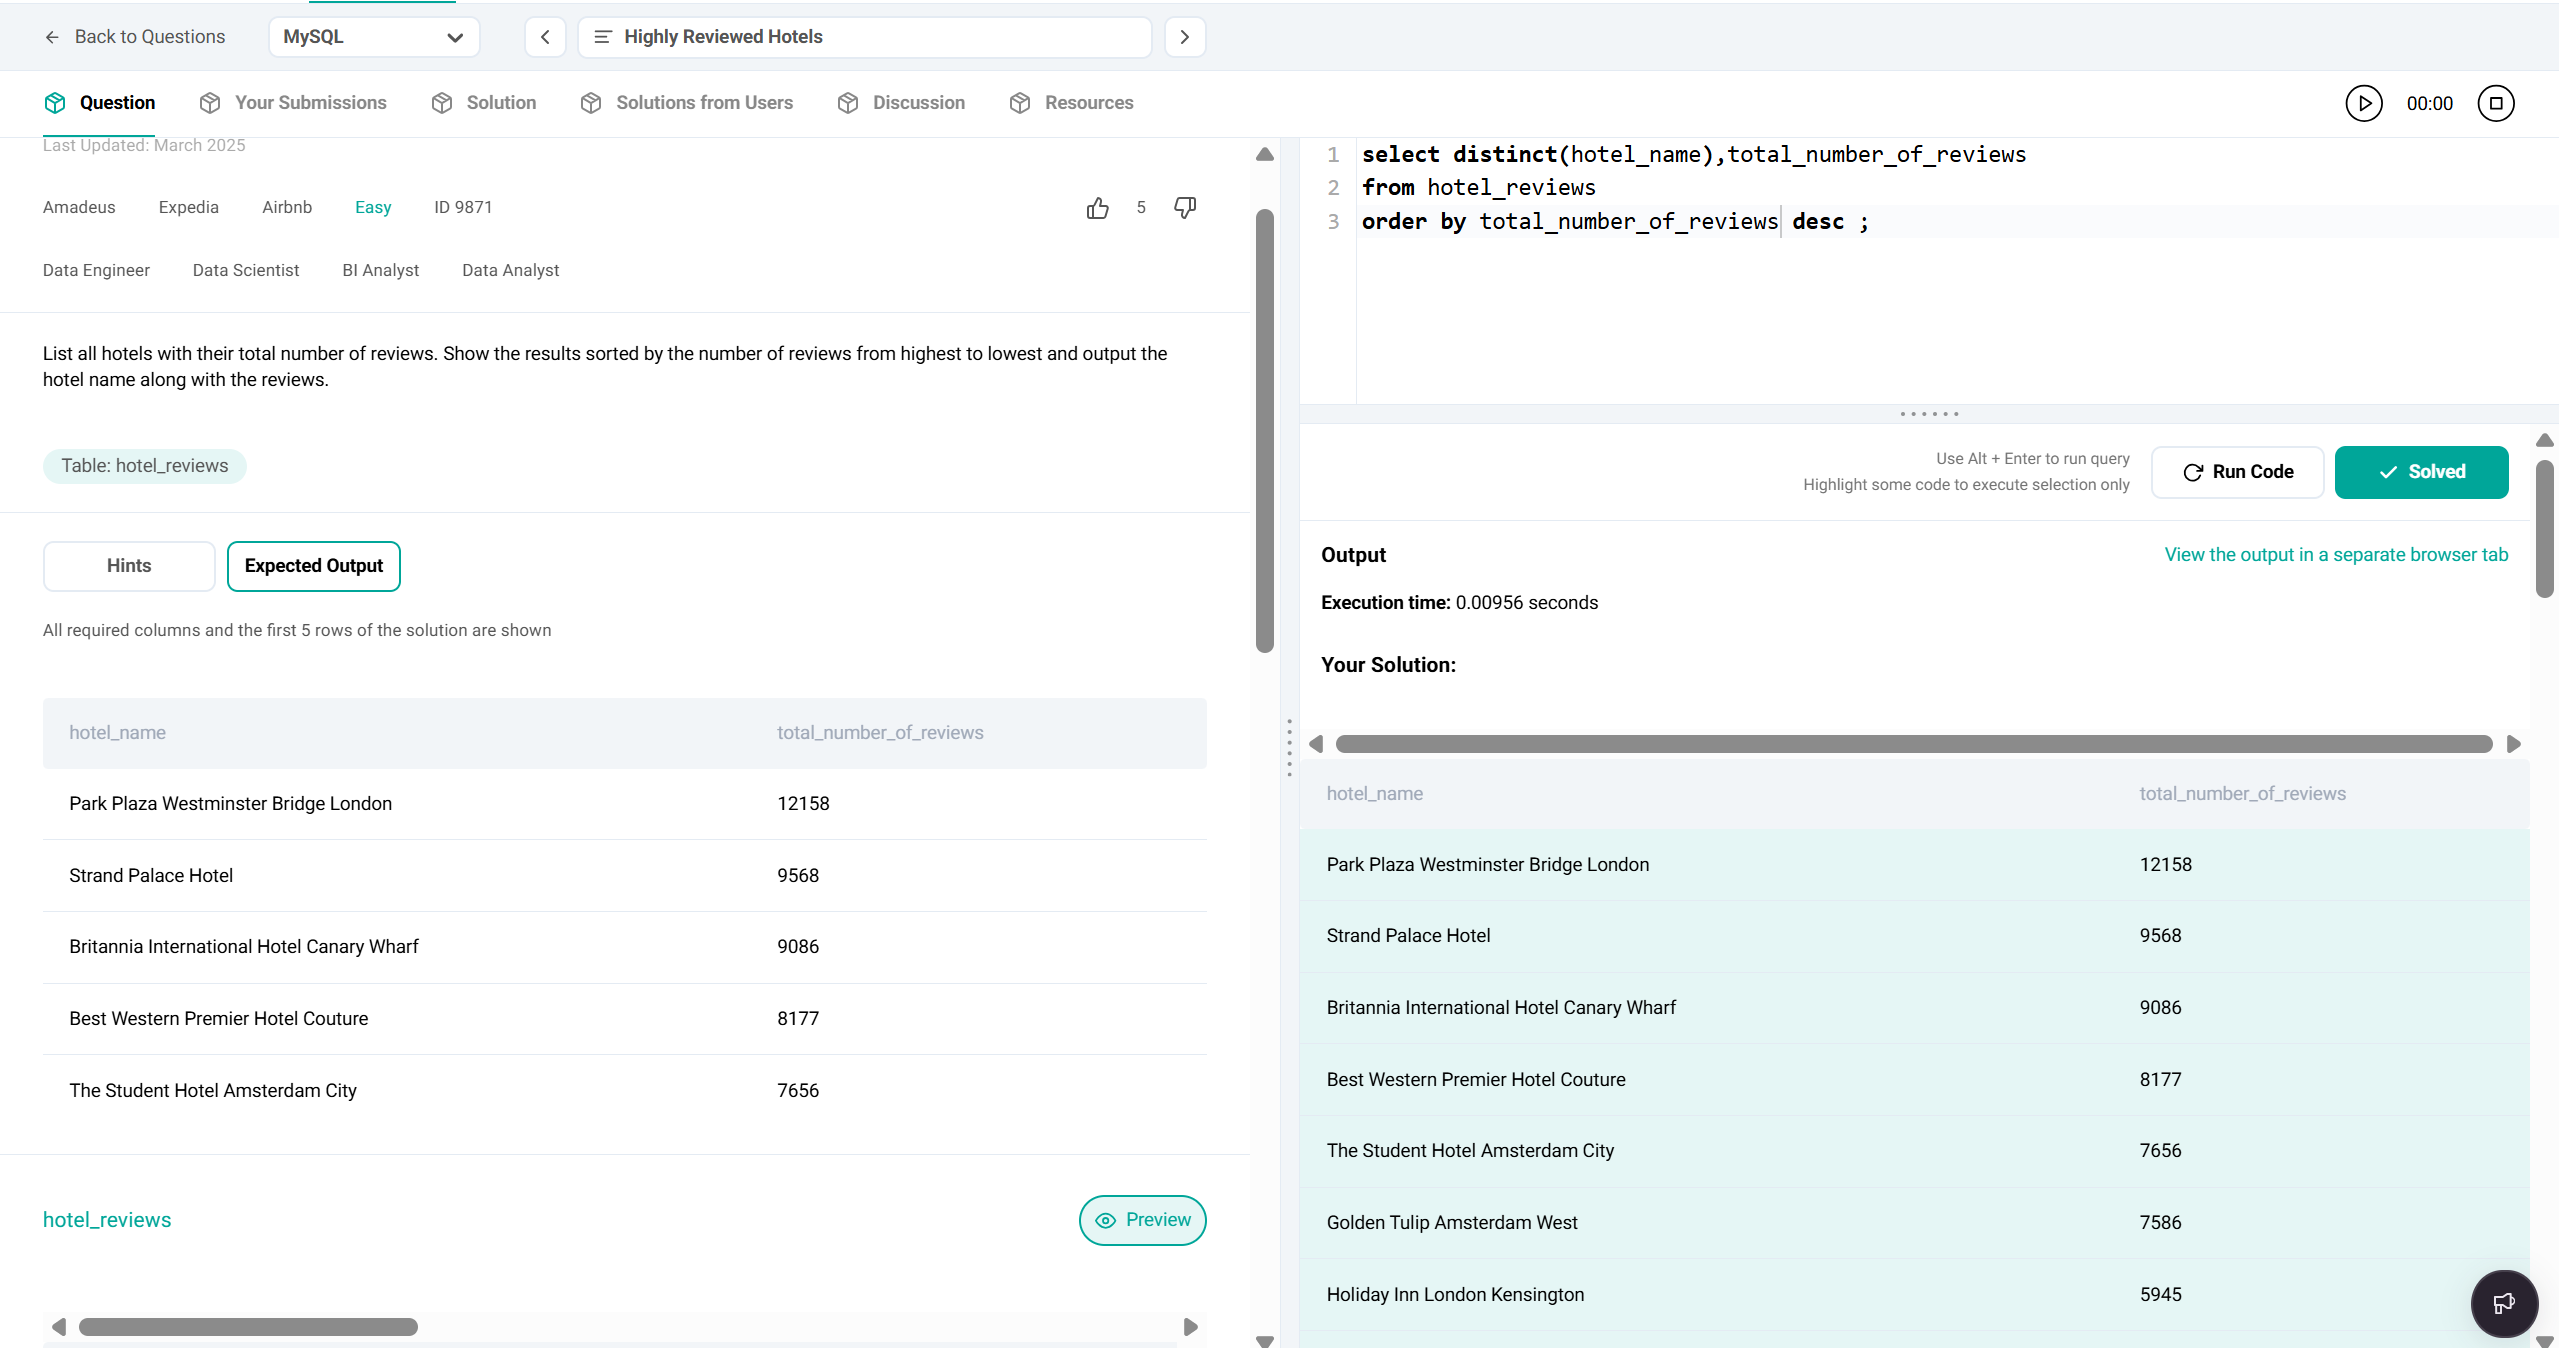 Back to Questions
MySQL
Highly Reviewed Hotels
Question
Your Submissions
Solution
Solutions from Users
Discussion
Resources
00:00
Last Updated: March 2025
Amadeus
Expedia
Airbnb
Easy
ID 9871
5
Data Engineer
Data Scientist
BI Analyst
Data Analyst
List all hotels with their total number of reviews. Show the results sorted by the number of reviews from highest to lowest and output the
hotel name along with the reviews.
Table: hotel_reviews
Hints
Expected Output
All required columns and the first 5 rows of the solution are shown
hotel_name total_number_of_reviews
Park Plaza Westminster Bridge London 12158
Strand Palace Hotel 9568
Britannia International Hotel Canary Wharf 9086
Best Western Premier Hotel Couture 8177
The Student Hotel Amsterdam City 7656
hotel_reviews
Preview
1 select distinct(hotel_name),total_number_of_reviews
2 from hotel_reviews
3 order by total_number_of_reviews desc ;
Use Alt + Enter to run query
Highlight some code to execute selection only
Run Code
Solved
Output
View the output in a separate browser tab
Execution time: 0.00956 seconds
Your Solution:
hotel_name total_number_of_reviews
Park Plaza Westminster Bridge London 12158
Strand Palace Hotel 9568
Britannia International Hotel Canary Wharf 9086
Best Western Premier Hotel Couture 8177
The Student Hotel Amsterdam City 7656
Golden Tulip Amsterdam West 7586
Holiday Inn London Kensington 5945